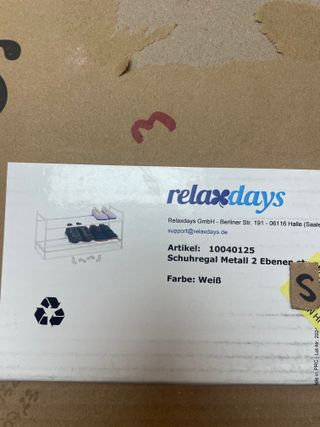 3
relaxdays
Relaxdays GmbH - Berliner Str. 191 - 06116 Halle (Saale
support@relaxdays.de
Artikel: 10040125
Schuhregal Metall 2 Ebenen
Farbe: Weiß
S